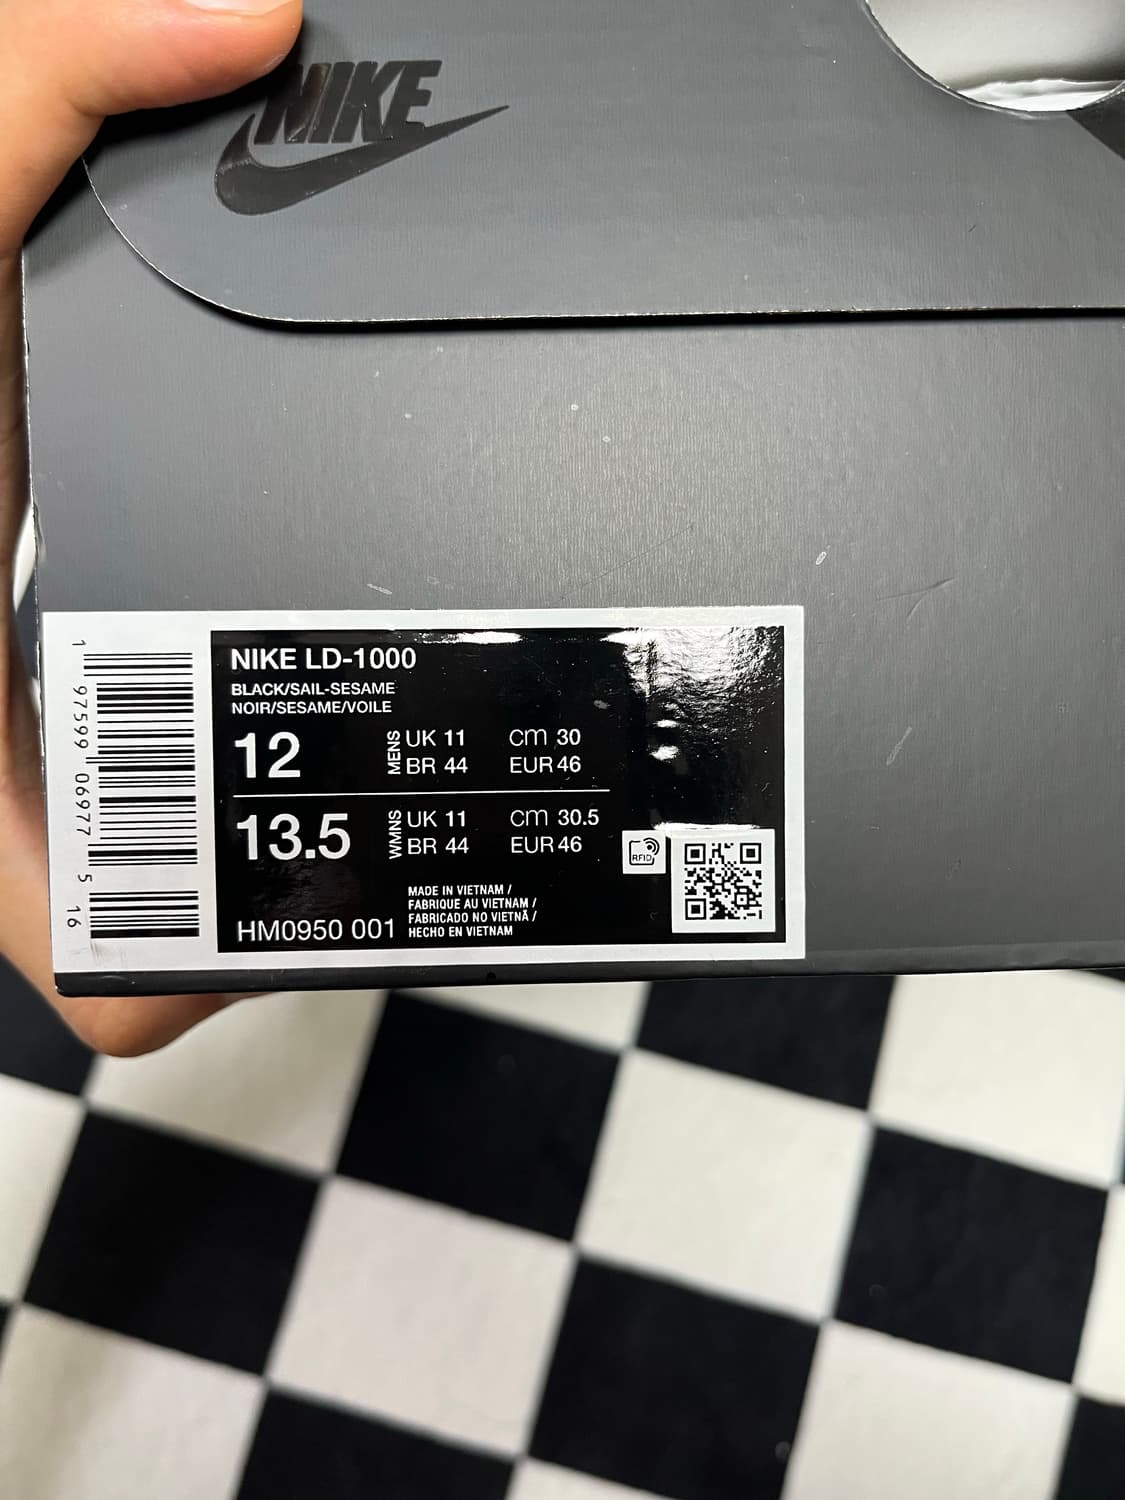 NIKE
NIKE LD-1000
BLACK/SAIL-SESAME
NOIR/SESAME/VOILE
12 MENS UK 11 cm 30
BR 44 EUR 46
13.5 WMNS UK 11 cm 30.5
BR 44 EUR 46
RFID
MADE IN VIETNAM /
FABRIQUE AU VIETNAM /
FABRICADO NO VIETNÃ /
HECHO EN VIETNAM
HM0950 001
1 97599 06977 5 16